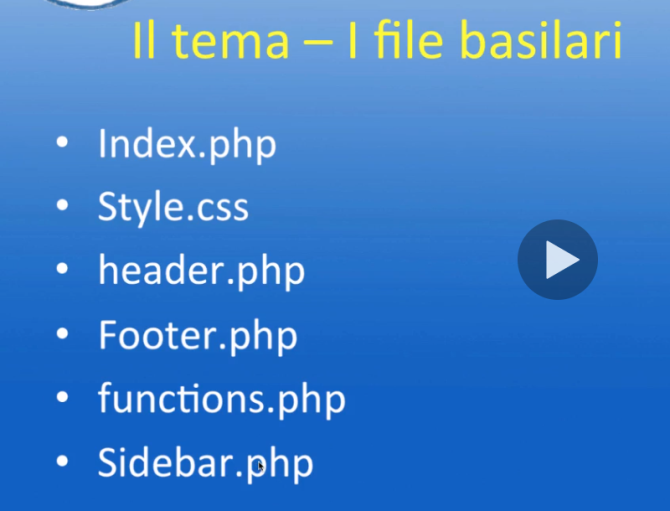 Il tema – I file basilari
• Index.php
• Style.css
• header.php
• Footer.php
• functions.php
• Sidebar.php